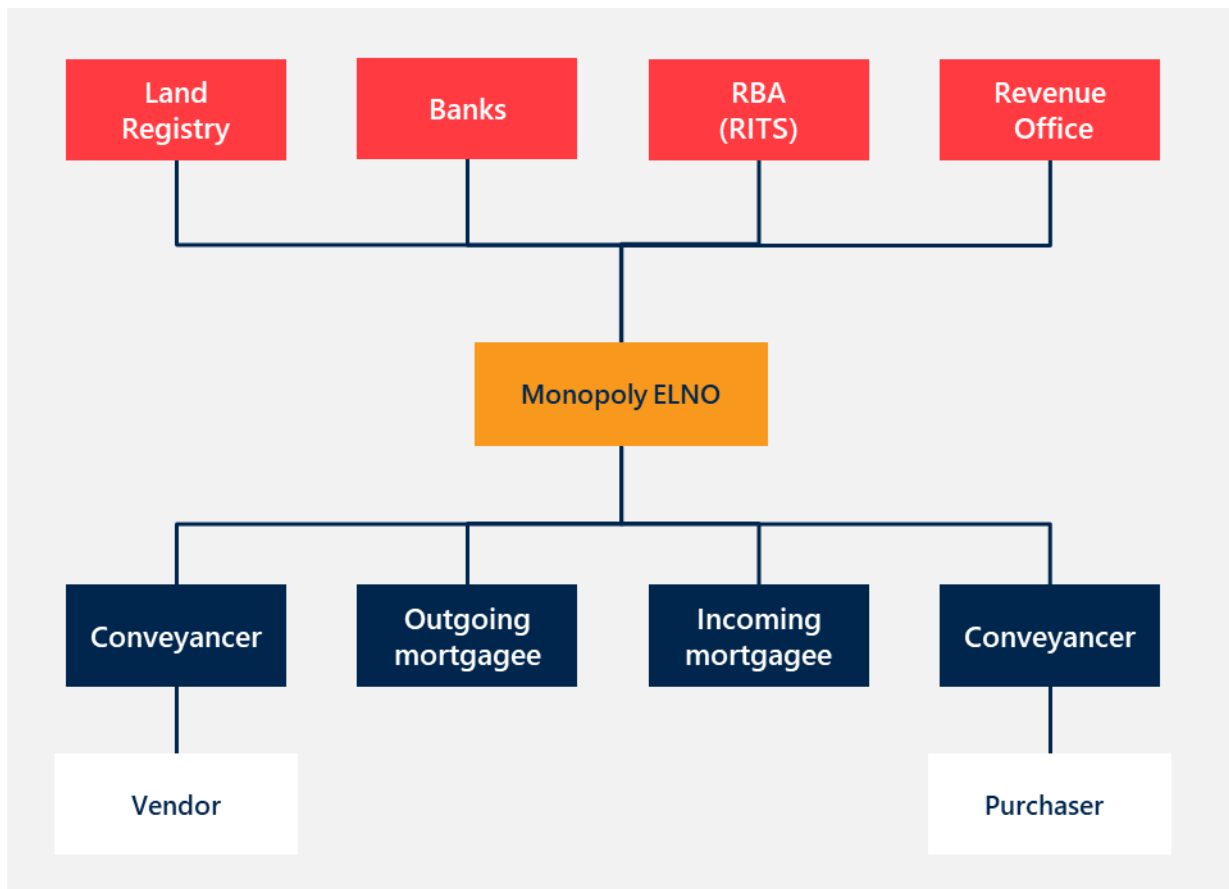 Land
Registry
Banks
RBA
(RITS)
Revenue
Office
Monopoly ELNO
Conveyancer
Outgoing
mortgagee
Incoming
mortgagee
Conveyancer
Vendor
Purchaser